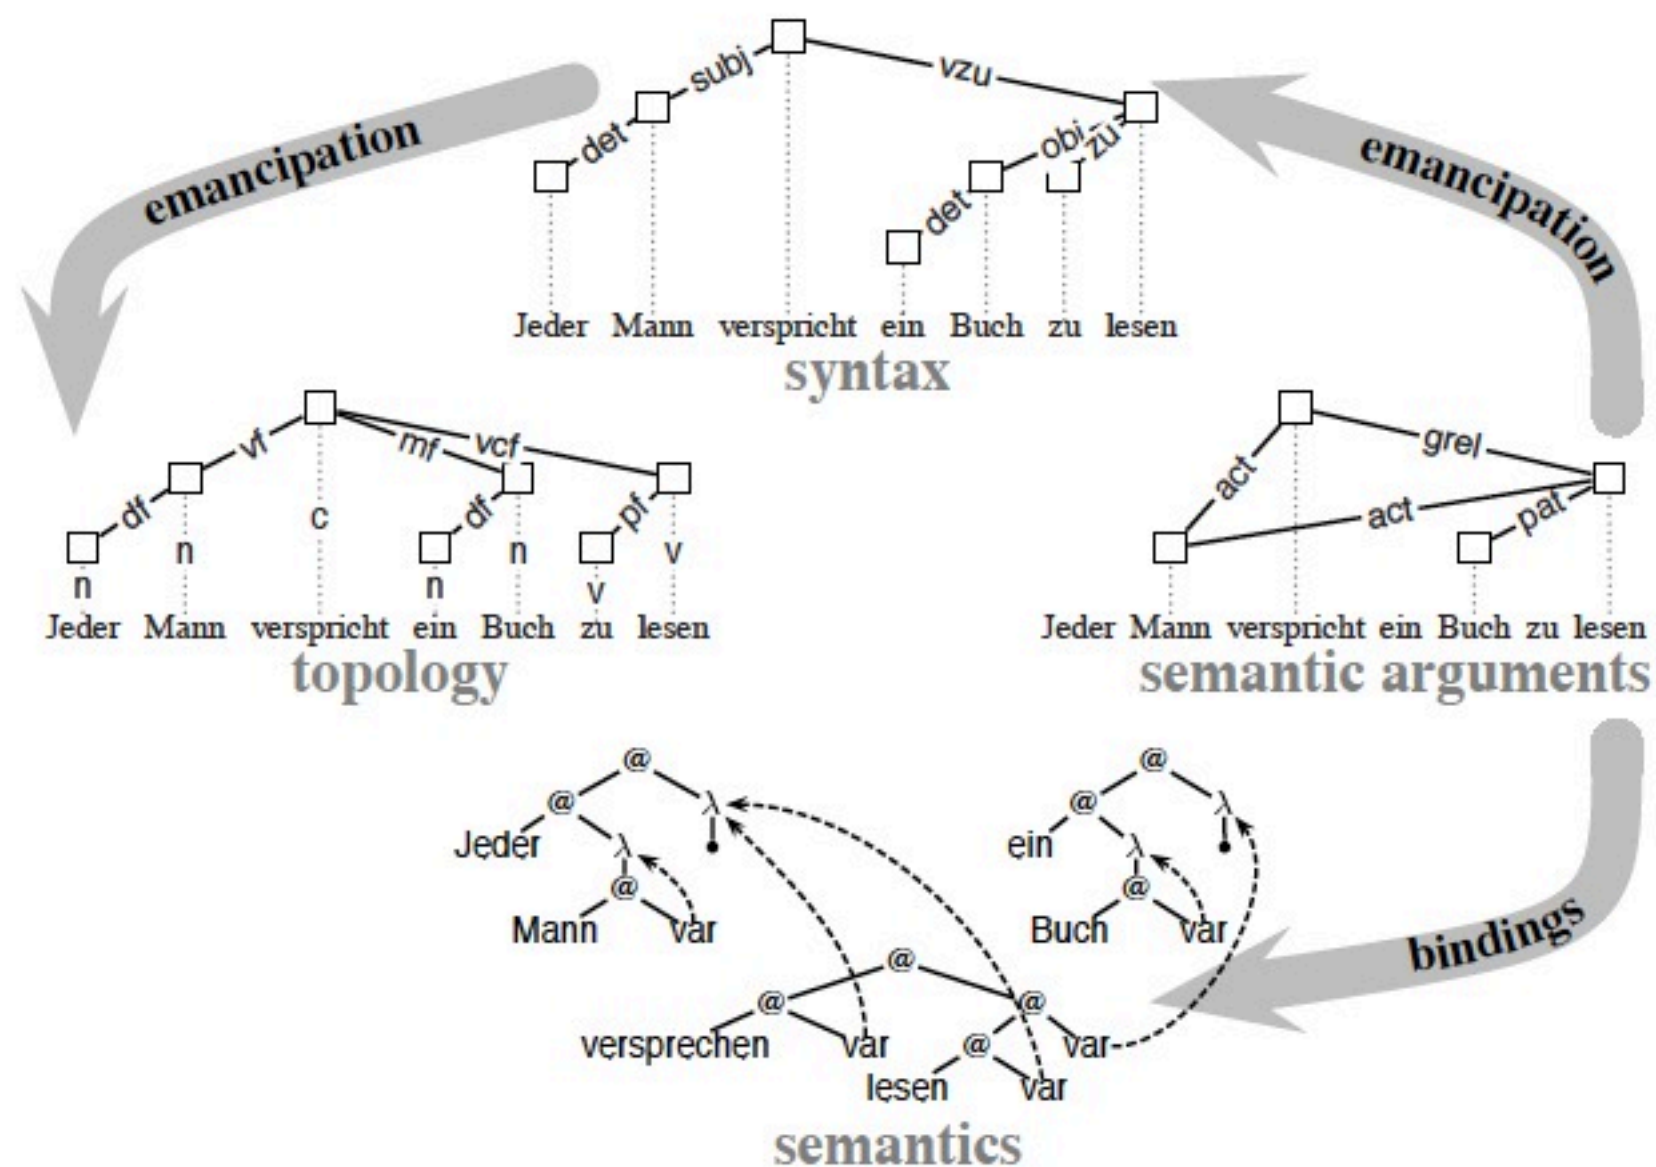 subj
vzu
det
obj
zu
det
emancipation
emancipation
Jeder Mann verspricht ein Buch zu lesen
syntax
vf
mf
vcf
df
c
df
pf
n
n
v
n
n
v
Jeder Mann verspricht ein Buch zu lesen
topology
grel
act
act
pat
Jeder Mann verspricht ein Buch zu lesen
semantic arguments
@
@
@
λ
@
λ
Jeder
λ
ein
λ
@
@
Mann
var
Buch
var
bindings
@
@
@
versprechen
var
@
var
lesen
var
semantics